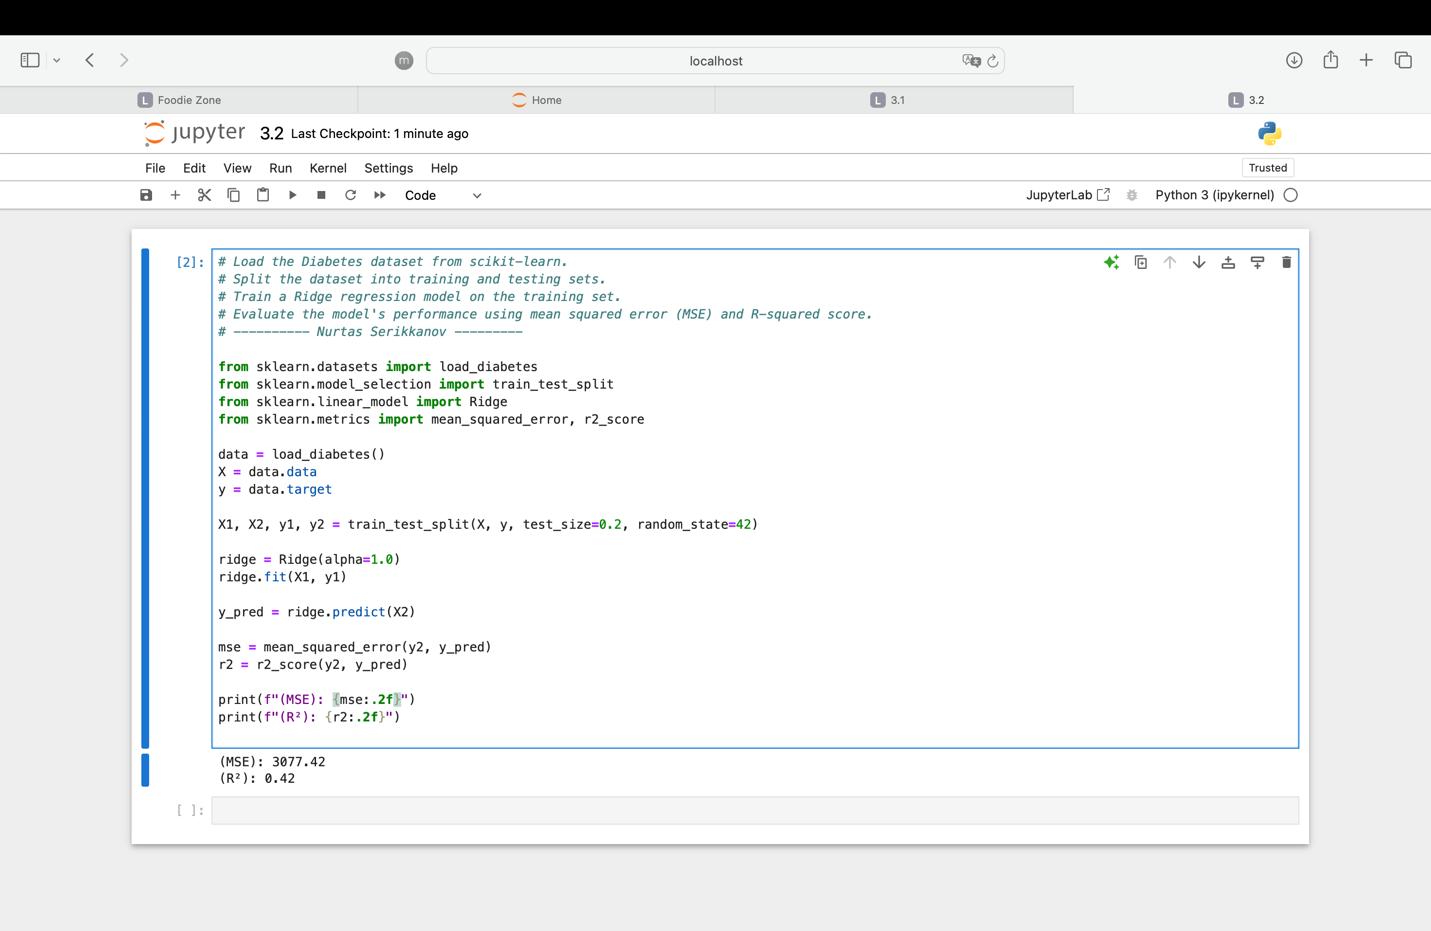 m
localhost
L Foodie Zone
Home
L 3.1
L 3.2
jupyter 3.2 Last Checkpoint: 1 minute ago
File Edit View Run Kernel Settings Help
Trusted
Code
JupyterLab
Python 3 (ipykernel)
[2]:
# Load the Diabetes dataset from scikit-learn.
# Split the dataset into training and testing sets.
# Train a Ridge regression model on the training set.
# Evaluate the model's performance using mean squared error (MSE) and R-squared score.
# ---------- Nurtas Serikkanov ---------
from sklearn.datasets import load_diabetes
from sklearn.model_selection import train_test_split
from sklearn.linear_model import Ridge
from sklearn.metrics import mean_squared_error, r2_score
data = load_diabetes()
X = data.data
y = data.target
X1, X2, y1, y2 = train_test_split(X, y, test_size=0.2, random_state=42)
ridge = Ridge(alpha=1.0)
ridge.fit(X1, y1)
y_pred = ridge.predict(X2)
mse = mean_squared_error(y2, y_pred)
r2 = r2_score(y2, y_pred)
print(f"(MSE): {mse:.2f}")
print(f"(R²): {r2:.2f}")
(MSE): 3077.42
(R²): 0.42
[ ]: